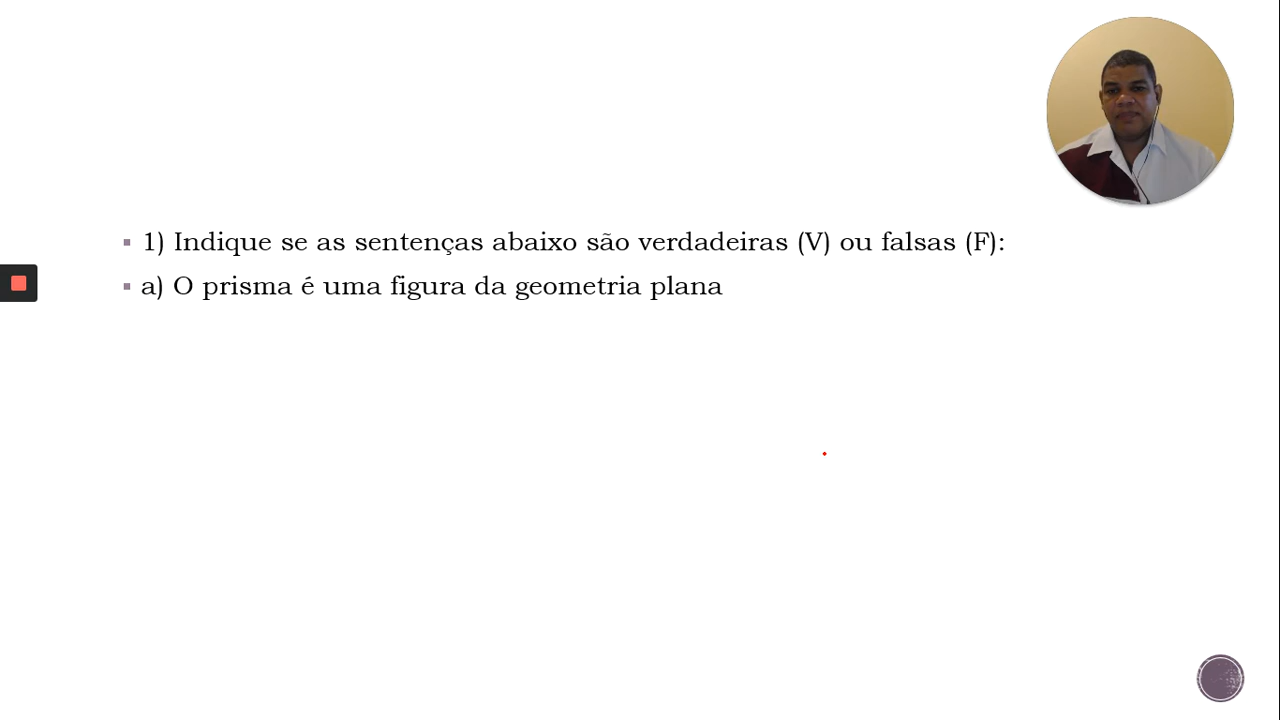 1) Indique se as sentenças abaixo são verdadeiras (V) ou falsas (F):
a) O prisma é uma figura da geometria plana